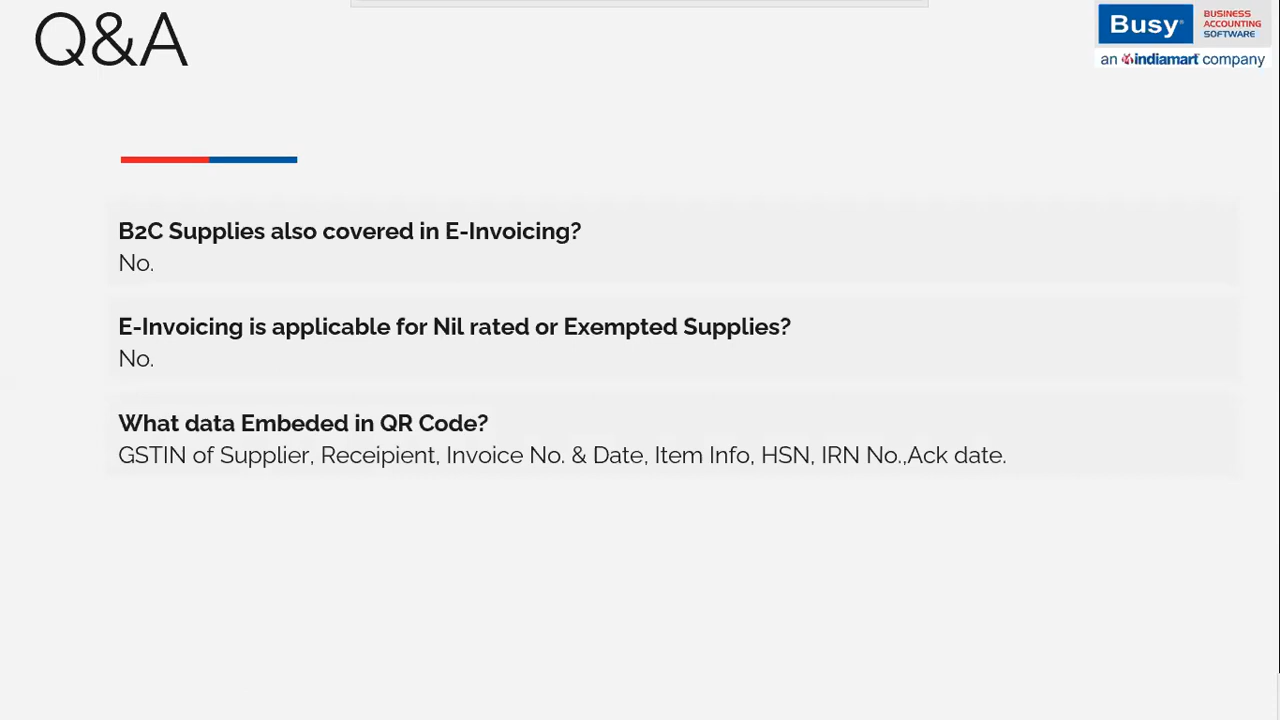 Q&A
Busy
BUSINESS
ACCOUNTING
SOFTWARE
an indiamart company
B2C Supplies also covered in E-Invoicing?
No.
E-Invoicing is applicable for Nil rated or Exempted Supplies?
No.
What data Embeded in QR Code?
GSTIN of Supplier, Receipient, Invoice No. & Date, Item Info, HSN, IRN No.,Ack date.